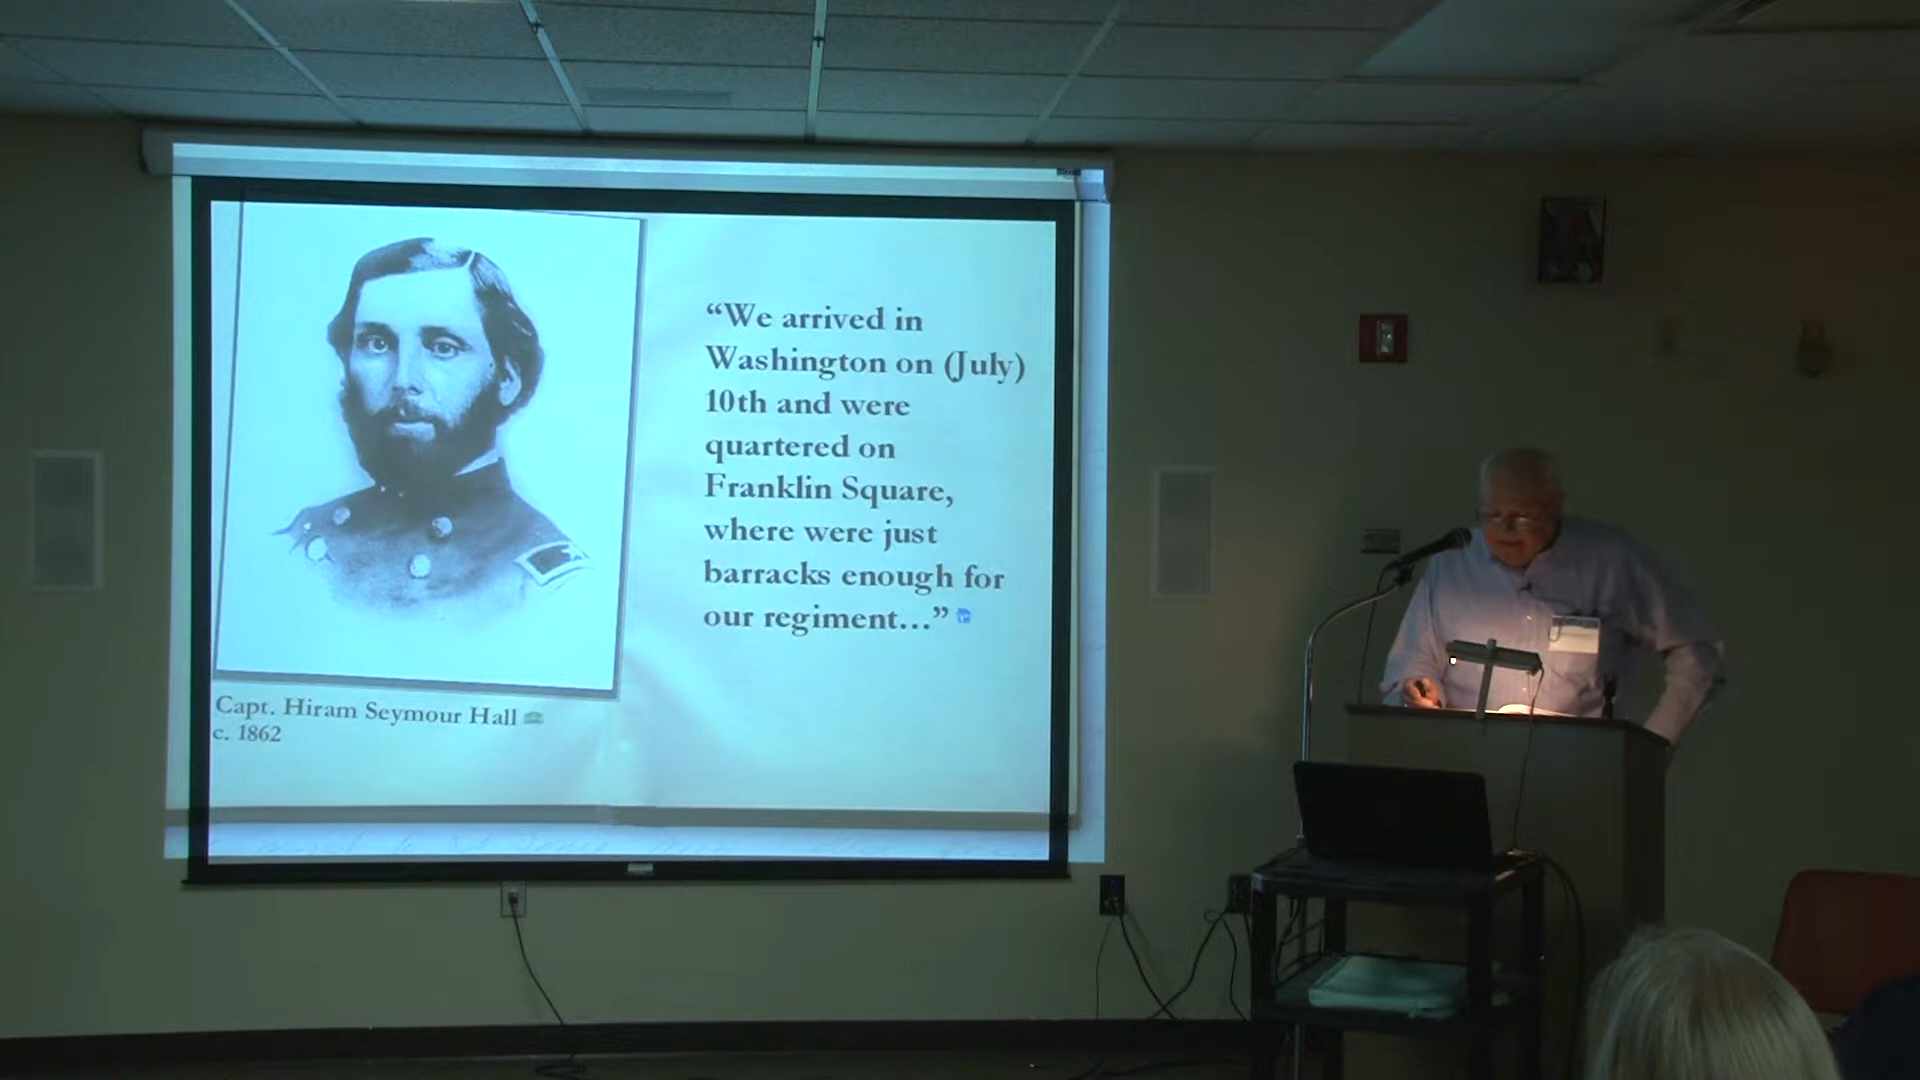 “We arrived in
Washington on (July)
10th and were
quartered on
Franklin Square,
where were just
barracks enough for
our regiment...”
Capt. Hiram Seymour Hall
c. 1862